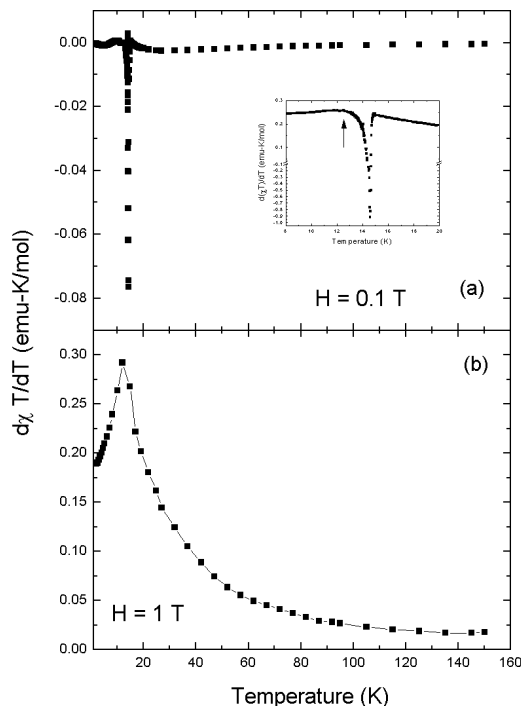 0.00
-0.02
-0.04
-0.06
-0.08
d(χT)/dT (emu-K/mol)
0.3
0.2
0.1
-0.1
-0.2
-0.3
-0.4
-0.5
-0.6
-0.7
-0.8
-0.9
-1.0
8 10 12 14 16 18 20
Temperature (K)
H = 0.1 T
(a)
dχ T/dT (emu-K/mol)
(b)
0.30
0.25
0.20
0.15
0.10
0.05
0.00
H = 1 T
20 40 60 80 100 120 140 160
Temperature (K)